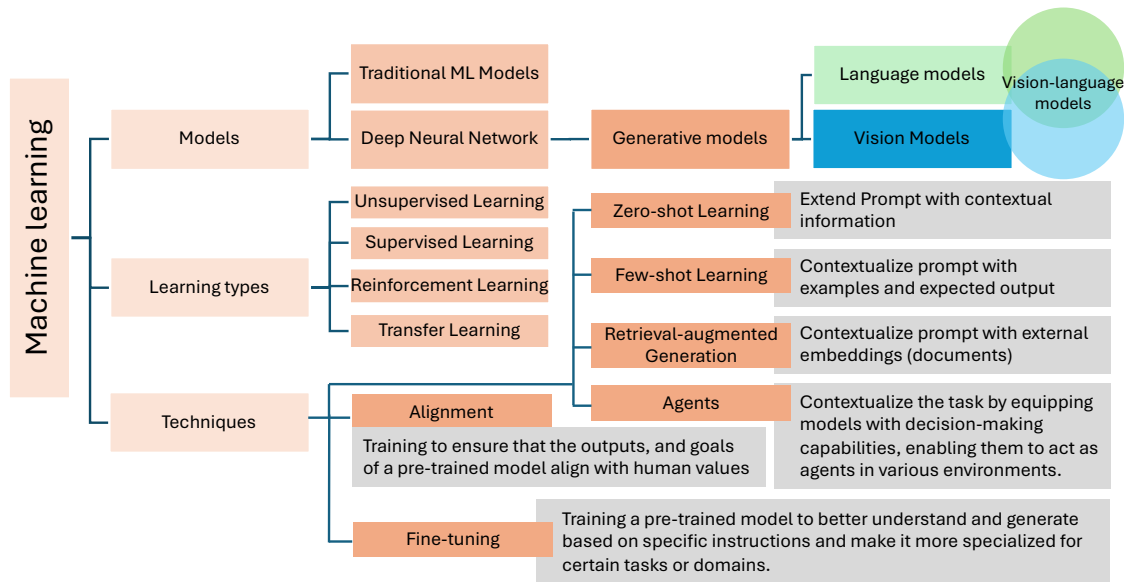 Machine learning
Models
Traditional ML Models
Deep Neural Network
Generative models
Language models
Vision Models
Vision-language
models
Learning types
Unsupervised Learning
Supervised Learning
Reinforcement Learning
Transfer Learning
Techniques
Zero-shot Learning
Extend Prompt with contextual
information
Few-shot Learning
Contextualize prompt with
examples and expected output
Retrieval-augmented
Generation
Contextualize prompt with external
embeddings (documents)
Agents
Contextualize the task by equipping
models with decision-making
capabilities, enabling them to act as
agents in various environments.
Alignment
Training to ensure that the outputs, and goals
of a pre-trained model align with human values
Fine-tuning
Training a pre-trained model to better understand and generate
based on specific instructions and make it more specialized for
certain tasks or domains.